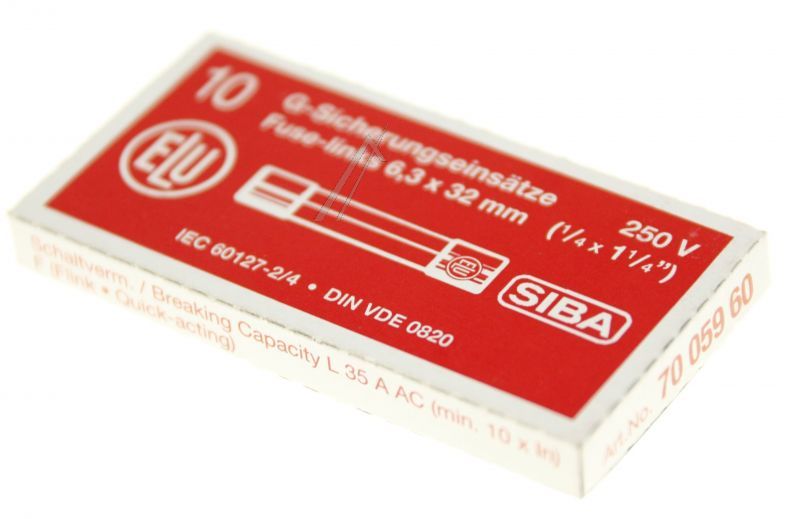 10
G-Sicherungseinsätze
Fuse-links 6,3 x 32 mm
250 V
(1/4 x 1 1/4")
ELU
IEC 60127-2/4 • DIN VDE 0820
SIBA
Schaltverm. / Breaking Capacity L 35 A AC (min. 10 x In)
F (Flink • Quick-acting)
Art.No. 70 059 60